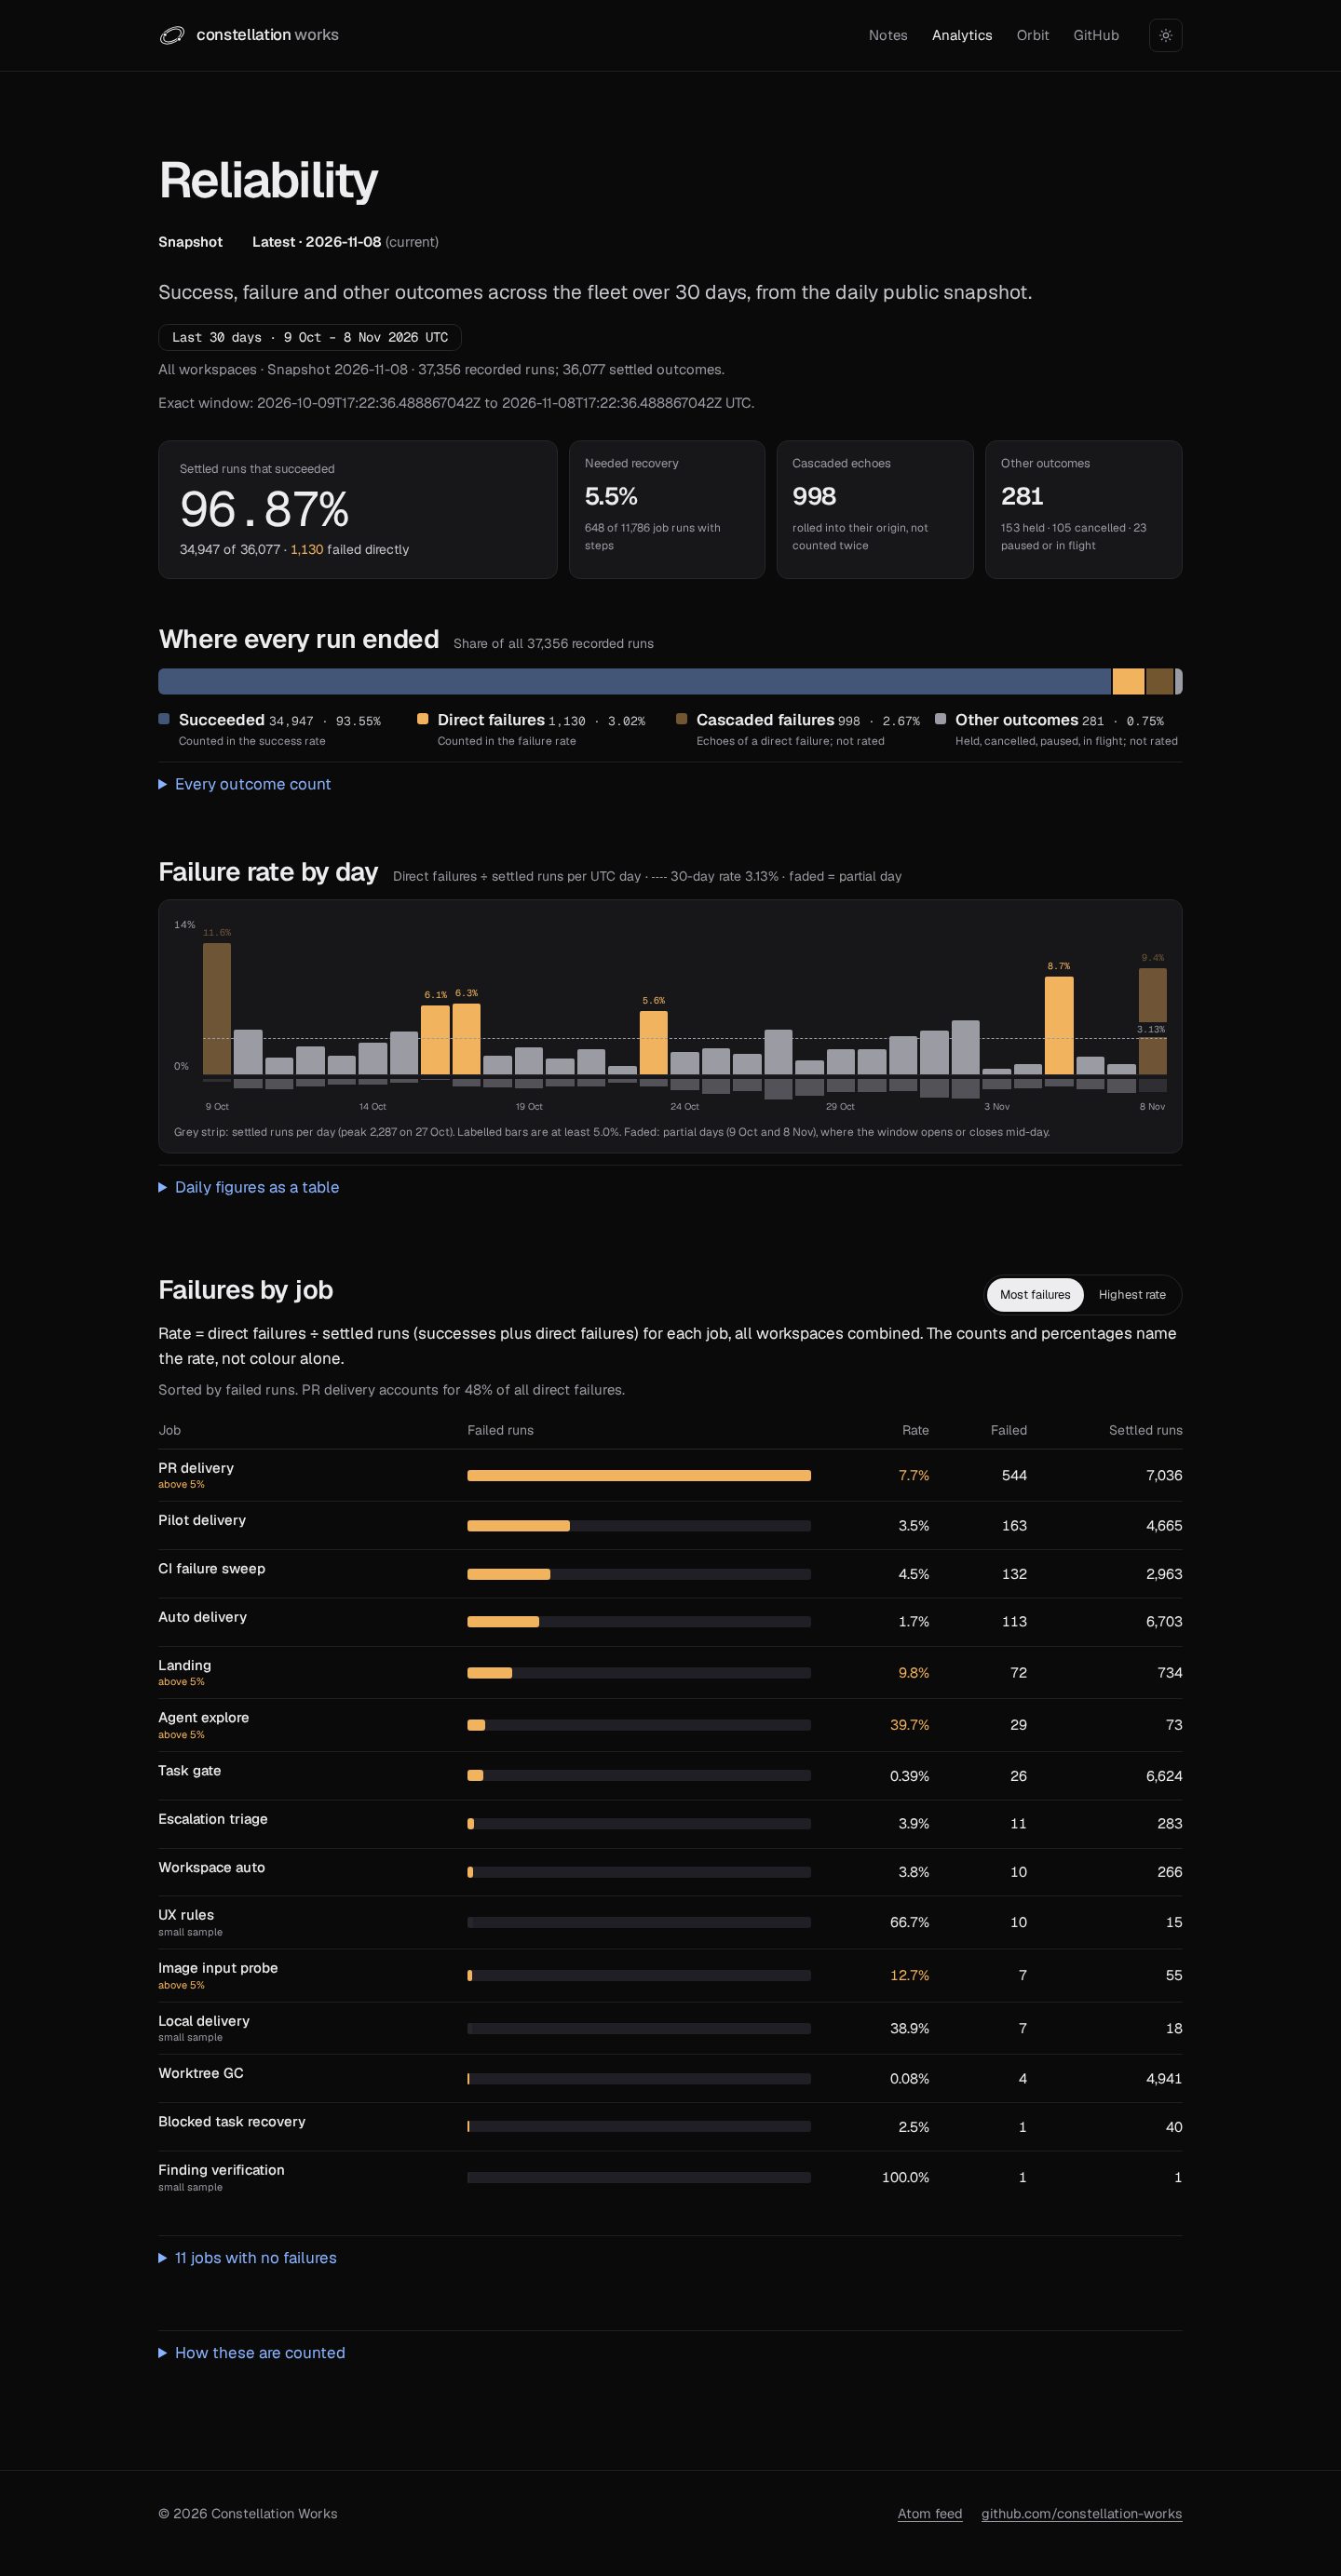 constellation works
Notes Analytics Orbit GitHub
Reliability
Snapshot Latest · 2026-11-08 (current)
Success, failure and other outcomes across the fleet over 30 days, from the daily public snapshot.
Last 30 days · 9 Oct – 8 Nov 2026 UTC
All workspaces · Snapshot 2026-11-08 · 37,356 recorded runs; 36,077 settled outcomes.
Exact window: 2026-10-09T17:22:36.488867042Z to 2026-11-08T17:22:36.488867042Z UTC.
Settled runs that succeeded
96.87%
34,947 of 36,077 · 1,130 failed directly
Needed recovery
5.5%
648 of 11,786 job runs with
steps
Cascaded echoes
998
rolled into their origin, not
counted twice
Other outcomes
281
153 held · 105 cancelled · 23
paused or in flight
Where every run ended Share of all 37,356 recorded runs
Succeeded 34,947 · 93.55%
Counted in the success rate
Direct failures 1,130 · 3.02%
Counted in the failure rate
Cascaded failures 998 · 2.67%
Echoes of a direct failure; not rated
Other outcomes 281 · 0.75%
Held, cancelled, paused, in flight; not rated
Every outcome count
Failure rate by day Direct failures ÷ settled runs per UTC day · ---- 30-day rate 3.13% · faded = partial day
14%
11.6%
6.1% 6.3%
5.6%
8.7%
9.4%
3.13%
0%
9 Oct 14 Oct 19 Oct 24 Oct 29 Oct 3 Nov 8 Nov
Grey strip: settled runs per day (peak 2,287 on 27 Oct). Labelled bars are at least 5.0%. Faded: partial days (9 Oct and 8 Nov), where the window opens or closes mid-day.
Daily figures as a table
Failures by job
Most failures Highest rate
Rate = direct failures ÷ settled runs (successes plus direct failures) for each job, all workspaces combined. The counts and percentages name
the rate, not colour alone.
Sorted by failed runs. PR delivery accounts for 48% of all direct failures.
Job Failed runs Rate Failed Settled runs
PR delivery 7.7% 544 7,036
above 5%
Pilot delivery 3.5% 163 4,665
CI failure sweep 4.5% 132 2,963
Auto delivery 1.7% 113 6,703
Landing 9.8% 72 734
above 5%
Agent explore 39.7% 29 73
above 5%
Task gate 0.39% 26 6,624
Escalation triage 3.9% 11 283
Workspace auto 3.8% 10 266
UX rules 66.7% 10 15
small sample
Image input probe 12.7% 7 55
above 5%
Local delivery 38.9% 7 18
small sample
Worktree GC 0.08% 4 4,941
Blocked task recovery 2.5% 1 40
Finding verification 100.0% 1 1
small sample
11 jobs with no failures
How these are counted
© 2026 Constellation Works
Atom feed github.com/constellation-works